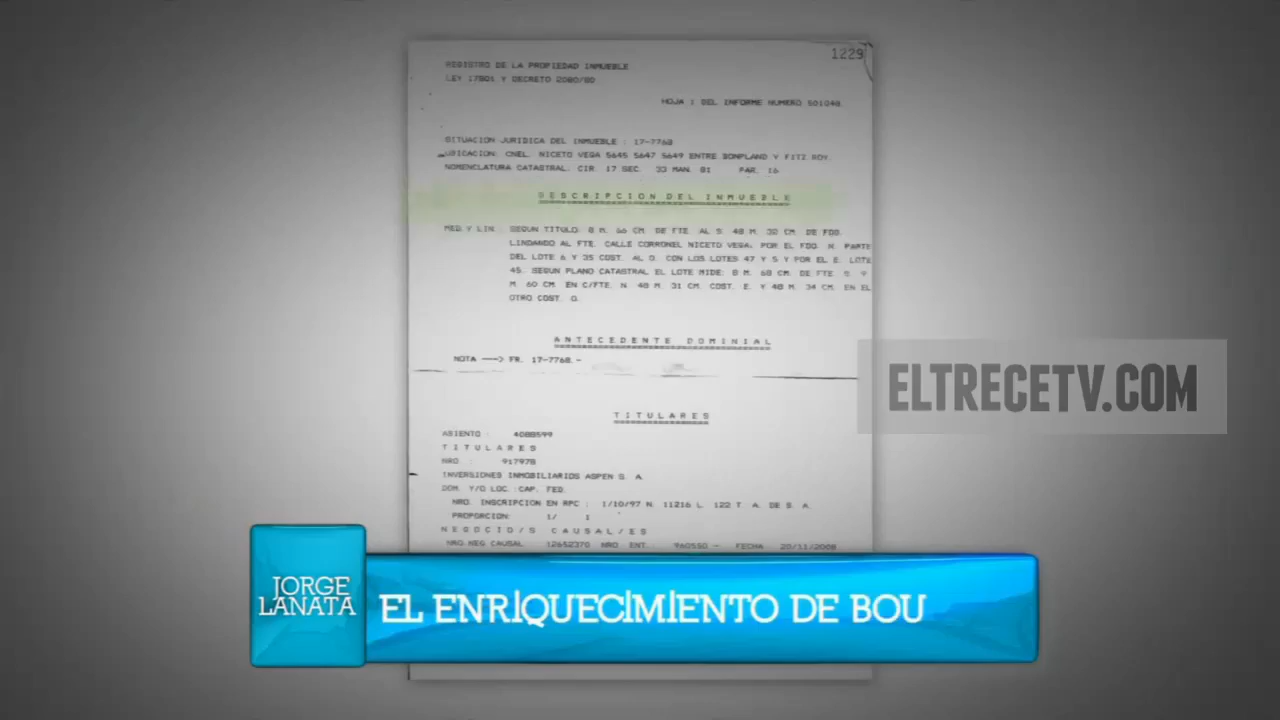 1229
REGISTRO DE LA PROPIEDAD INMUEBLE
LEY 17801 Y DECRETO 2080/80
HOJA 1 DEL INFORME NUMERO 501048
SITUACION JURIDICA DEL INMUEBLE : 17-7768
UBICACION: CNEL. NICETO VEGA 5645 5647 5649 ENTRE BONPLAND Y FITZ ROY.
NOMENCLATURA CATASTRAL: CIR. 17 SEC. 33 MAN. 81 PAR. 16
DESCRIPCION DEL INMUEBLE
MED. Y LIN. SEGUN TITULO: 8 M. 66 CM. DE FTE. AL S. 48 M. 32 CM. DE FDO.
LINDANDO AL FTE. CALLE CORRONEL NICETO VEGA: POR EL FDO. N. PARTE
DEL LOTE 6 Y 35 COST. AL O. CON LOS LOTES 47 Y 5 Y POR EL E. LOTE
45. SEGUN PLANO CATASTRAL EL LOTE MIDE: 8 M. 68 CM. DE FTE. S. 9
M. 60 CM. EN C/FTE. N. 48 M. 31 CM. COST. E. Y 48 M. 34 CM. EN EL
OTRO COST. O.
ANTECEDENTE DOMINIAL
NOTA ---> FR. 17-7768.-
ELTRECETV.COM
TITULARES
ASIENTO : 4088599
TITULARES
NRO : 917978
INVERSIONES INMOBILIARIOS ASPEN S. A.
DOM. Y/O LOC. :CAP. FED.
NRO. INSCRIPCION EN RPC : 1/10/97 N. 11216 L. 122 T. A. DE S. A.
PROPORCION: 1/ 1
NEGOCIO/S CAUSAL/ES
NRO.NEG CAUSAL 12652370 NRO. ENT.: 960550 - FECHA 20/11/2008
JORGE
LANATA
EL ENRIQUECIMIENTO DE BOU